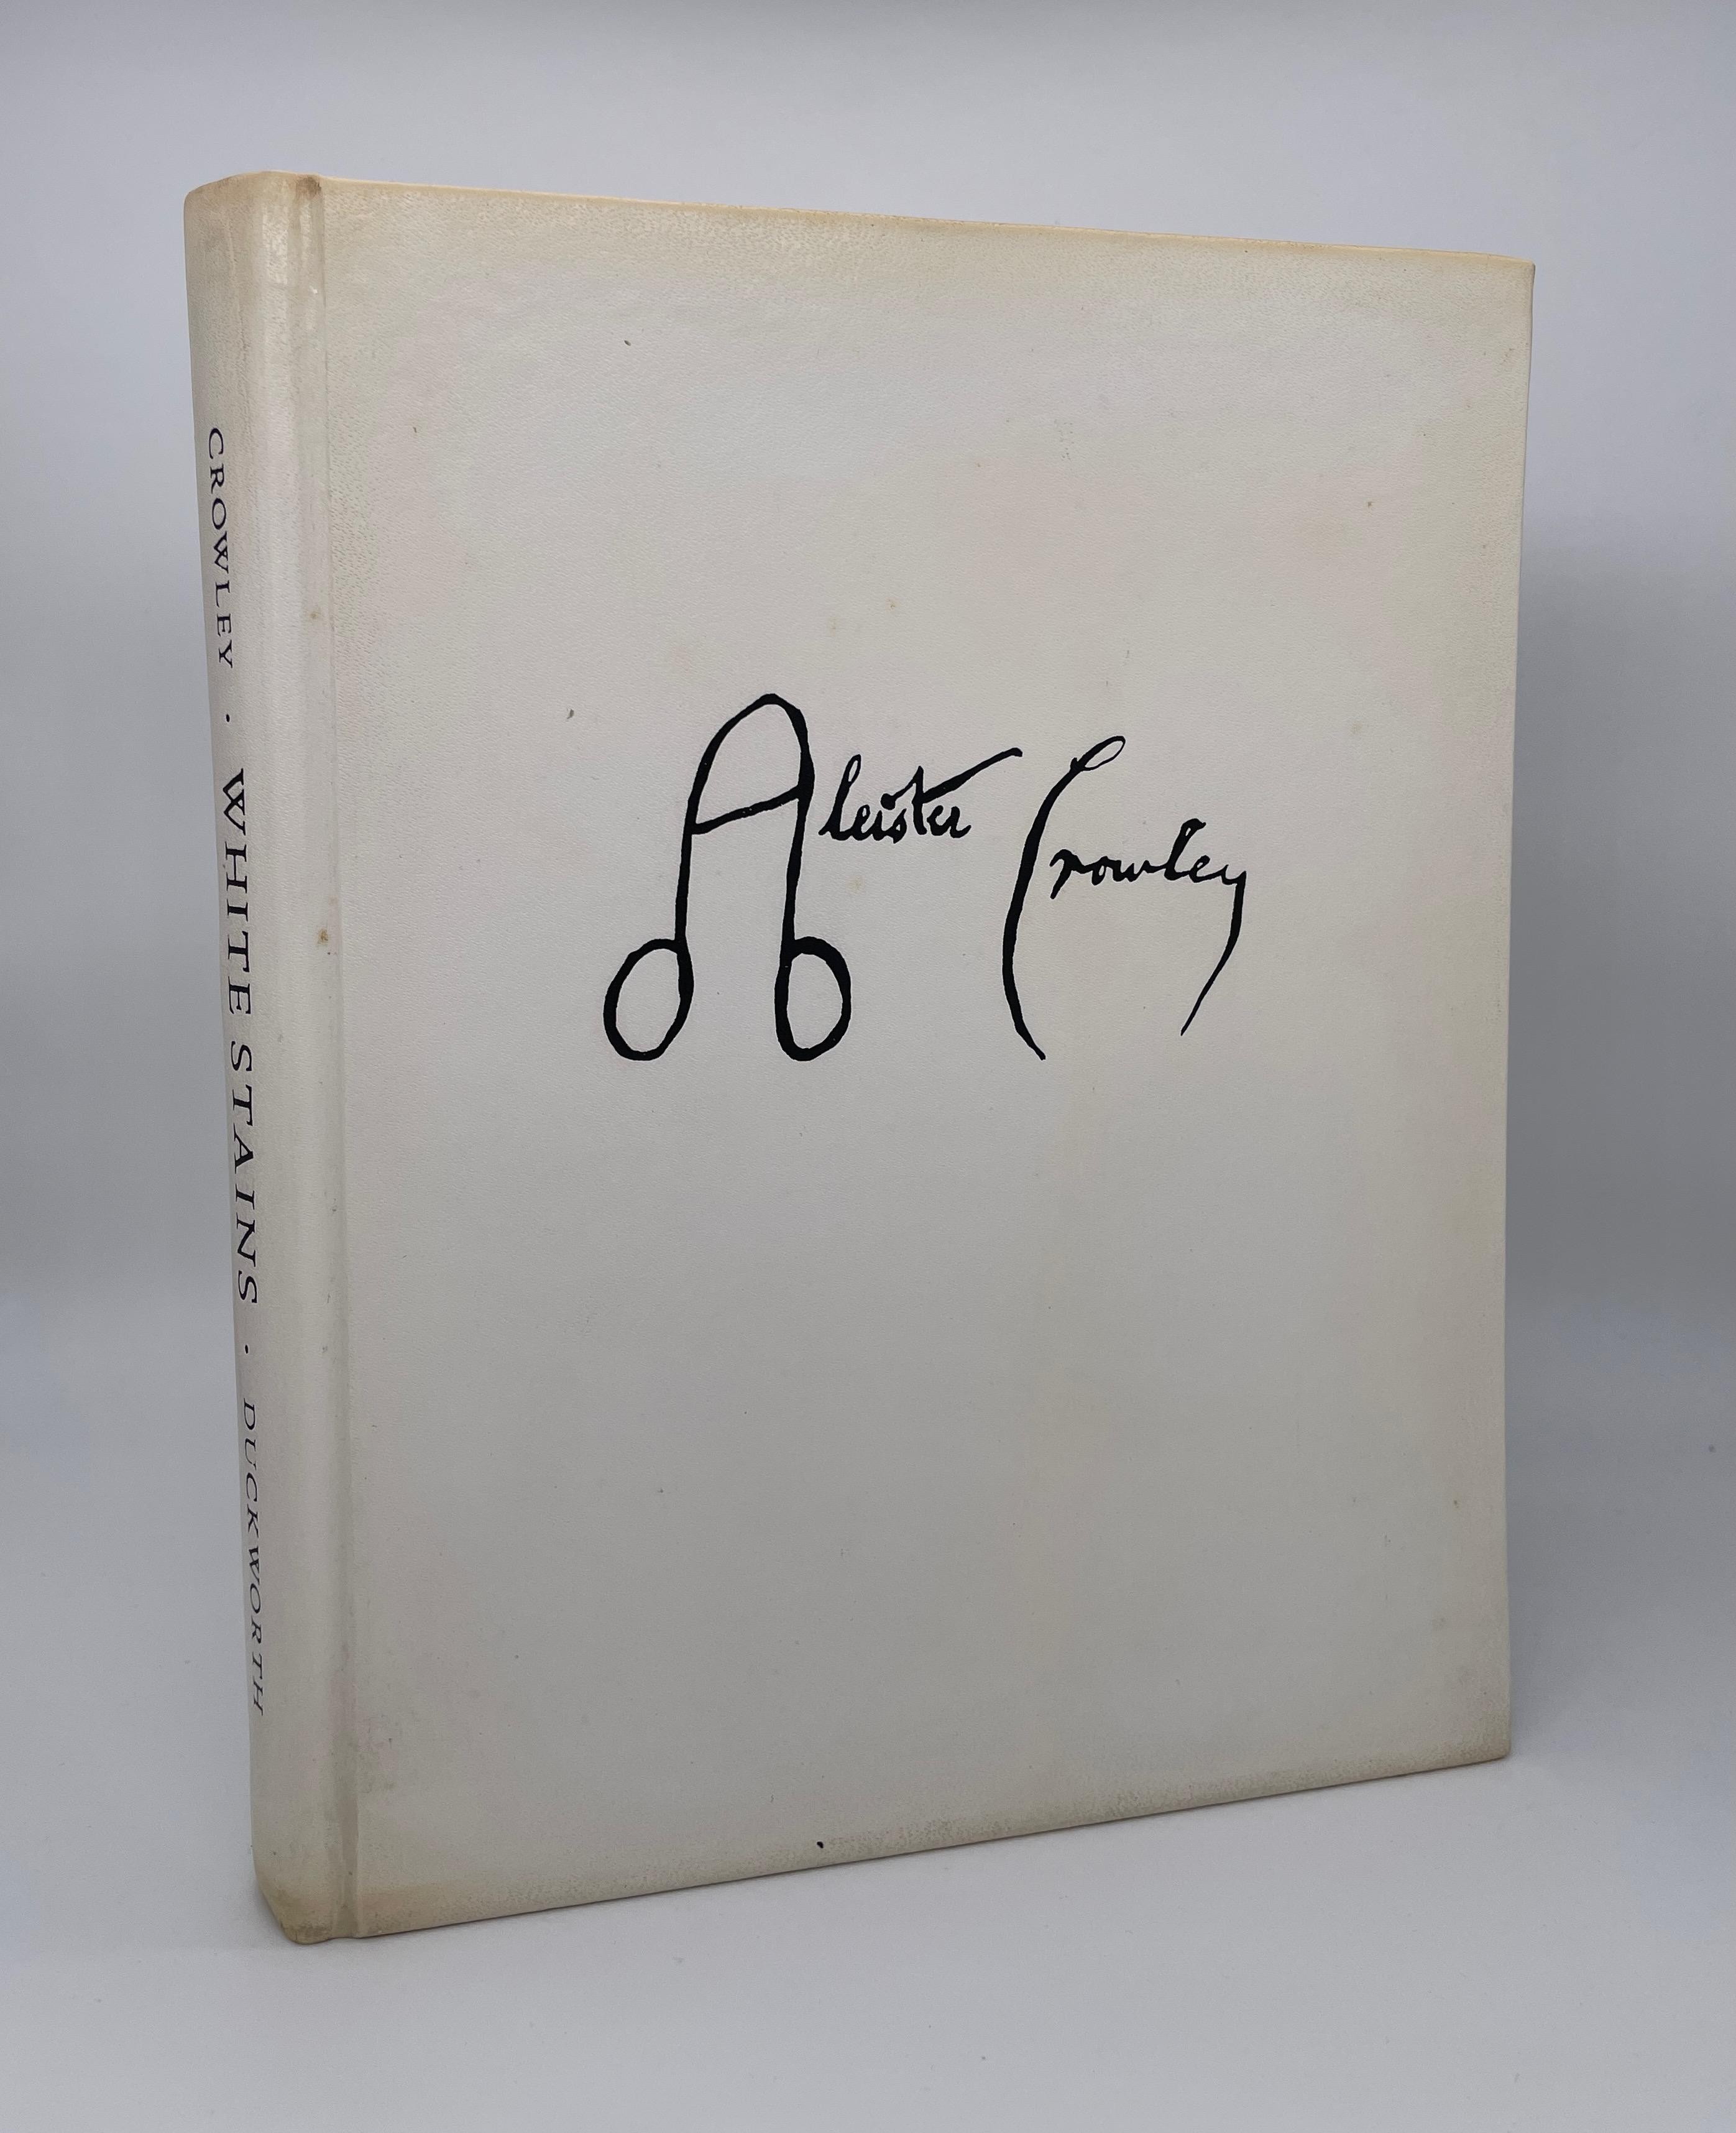 CROWLEY · WHITE STAINS · DUCKWORTH
Aleister Crowley